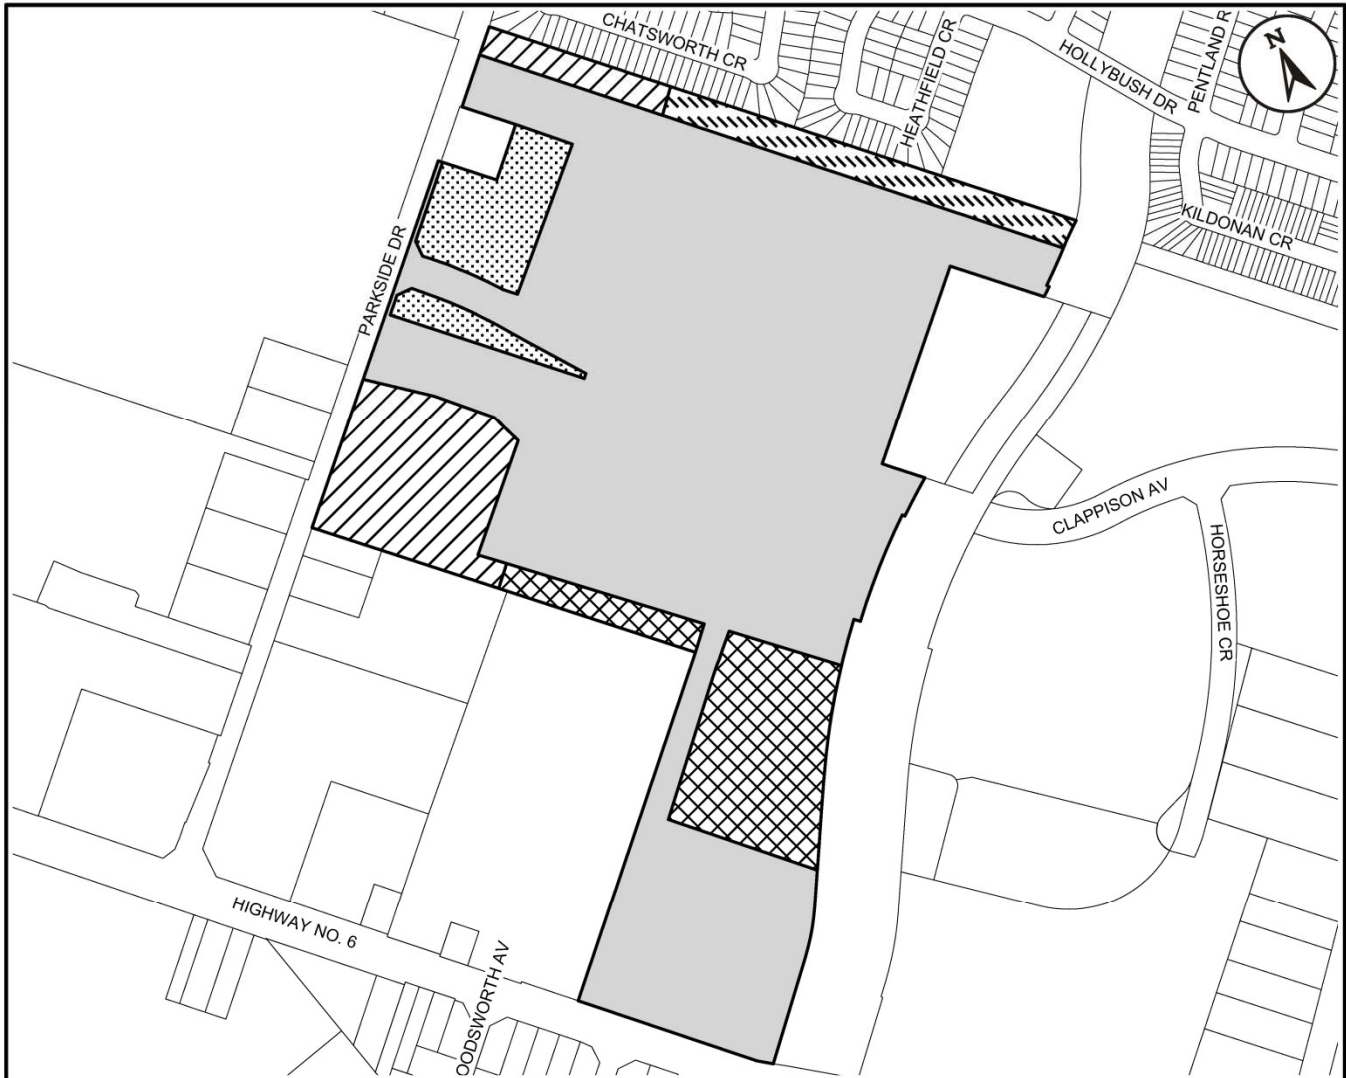 CHATSWORTH CR
HEATHFIELD CR
HOLLYBUSH DR
PENTLAND R
N
KILDONAN CR
PARKSIDE DR
CLAPPISON AV
HORSESHOE CR
HIGHWAY NO. 6
OODSWORTH AV